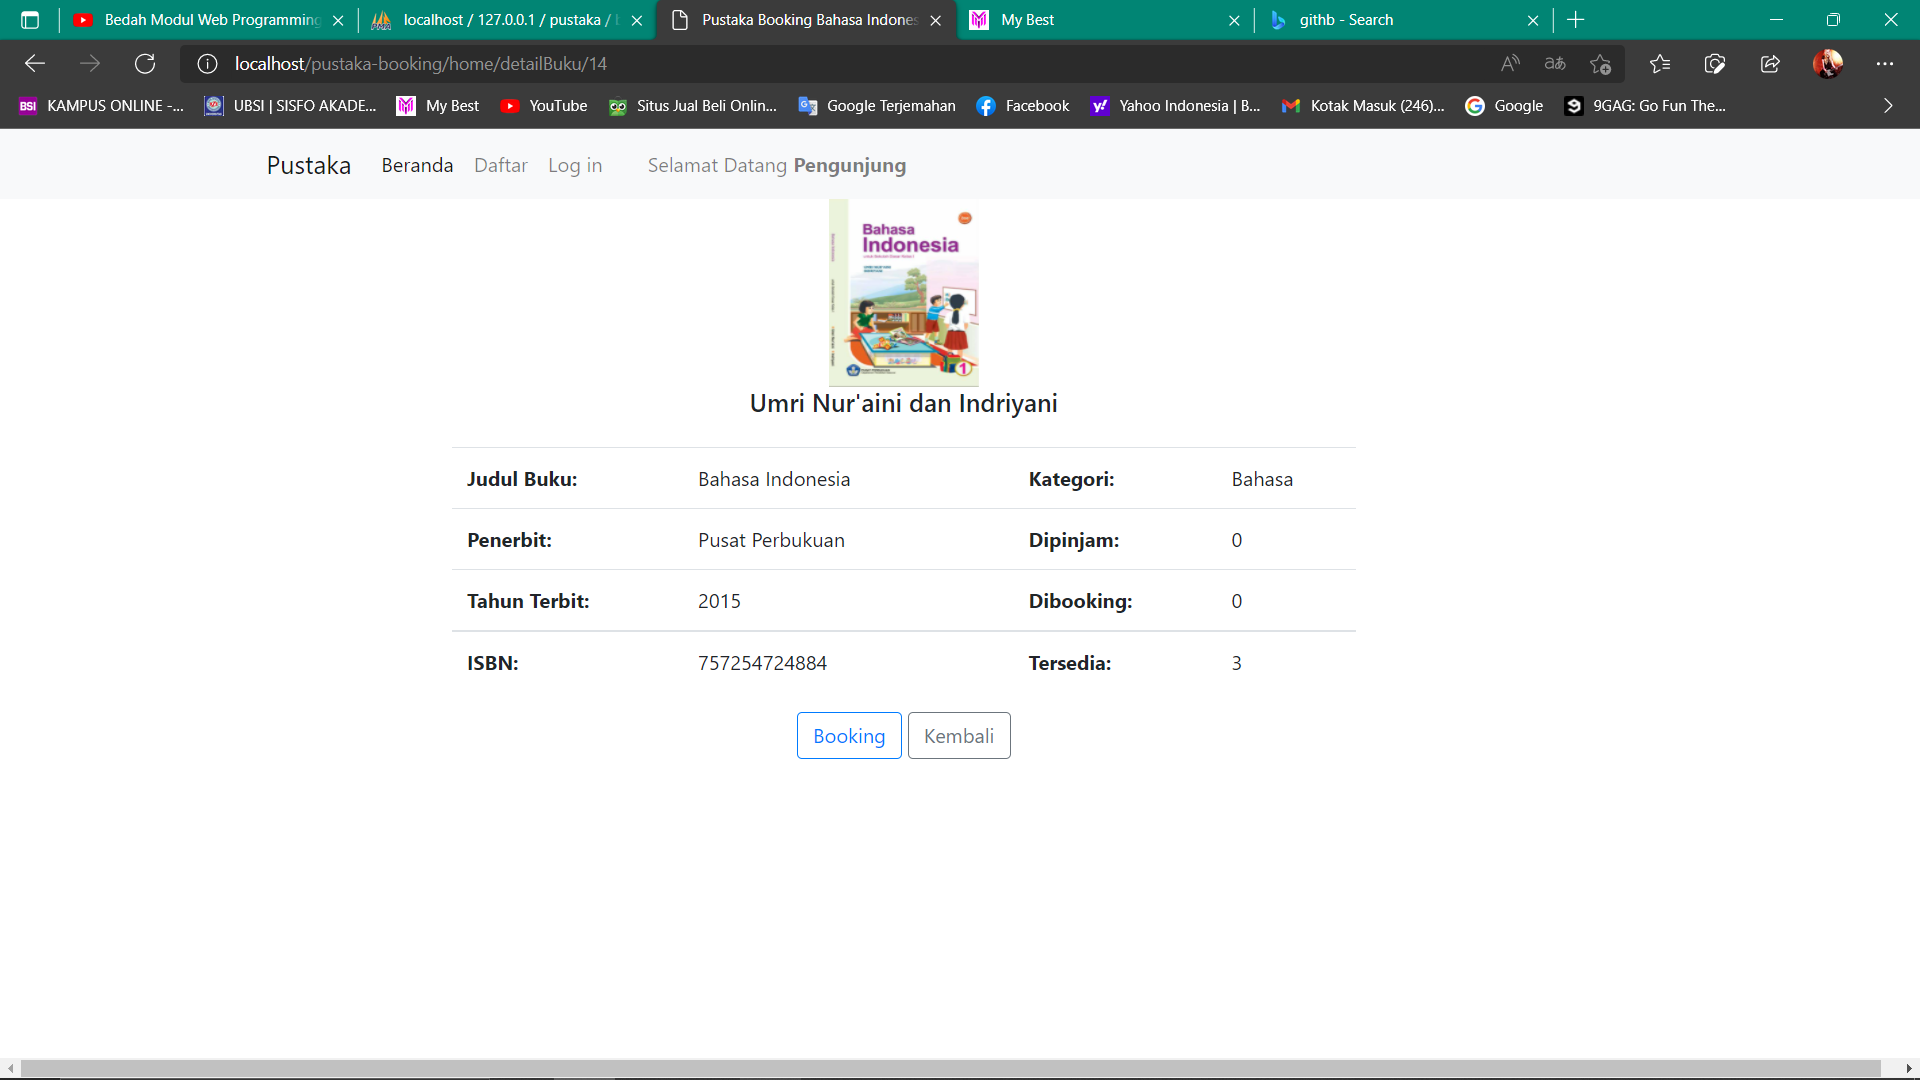 Bedah Modul Web Programming
localhost / 127.0.0.1 / pustaka /
Pustaka Booking Bahasa Indones
My Best
githb - Search
localhost/pustaka-booking/home/detailBuku/14
BSI KAMPUS ONLINE -...
UBSI | SISFO AKADE...
My Best
YouTube
Situs Jual Beli Onlin...
Google Terjemahan
Facebook
Yahoo Indonesia | B...
Kotak Masuk (246)...
Google
9GAG: Go Fun The...
Pustaka Beranda Daftar Log in Selamat Datang Pengunjung
Bahasa
Indonesia
1
Umri Nur'aini dan Indriyani
Judul Buku: Bahasa Indonesia Kategori: Bahasa
Penerbit: Pusat Perbukuan Dipinjam: 0
Tahun Terbit: 2015 Dibooking: 0
ISBN: 757254724884 Tersedia: 3
Booking Kembali